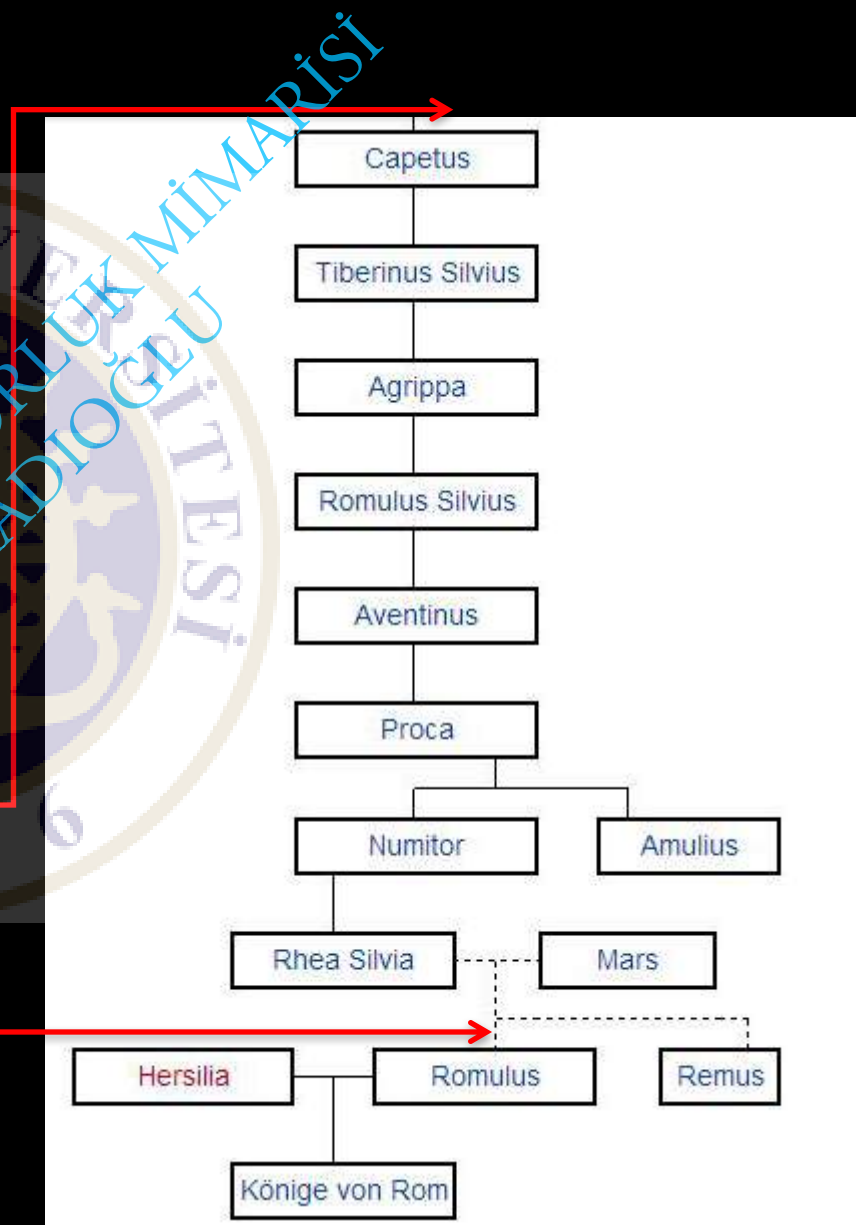 MİMARİSİ
Capetus
Tiberinus Silvius
Agrippa
Romulus Silvius
Aventinus
Proca
Numitor Amulius
Rhea Silvia Mars
Hersilia Romulus Remus
Könige von Rom
6